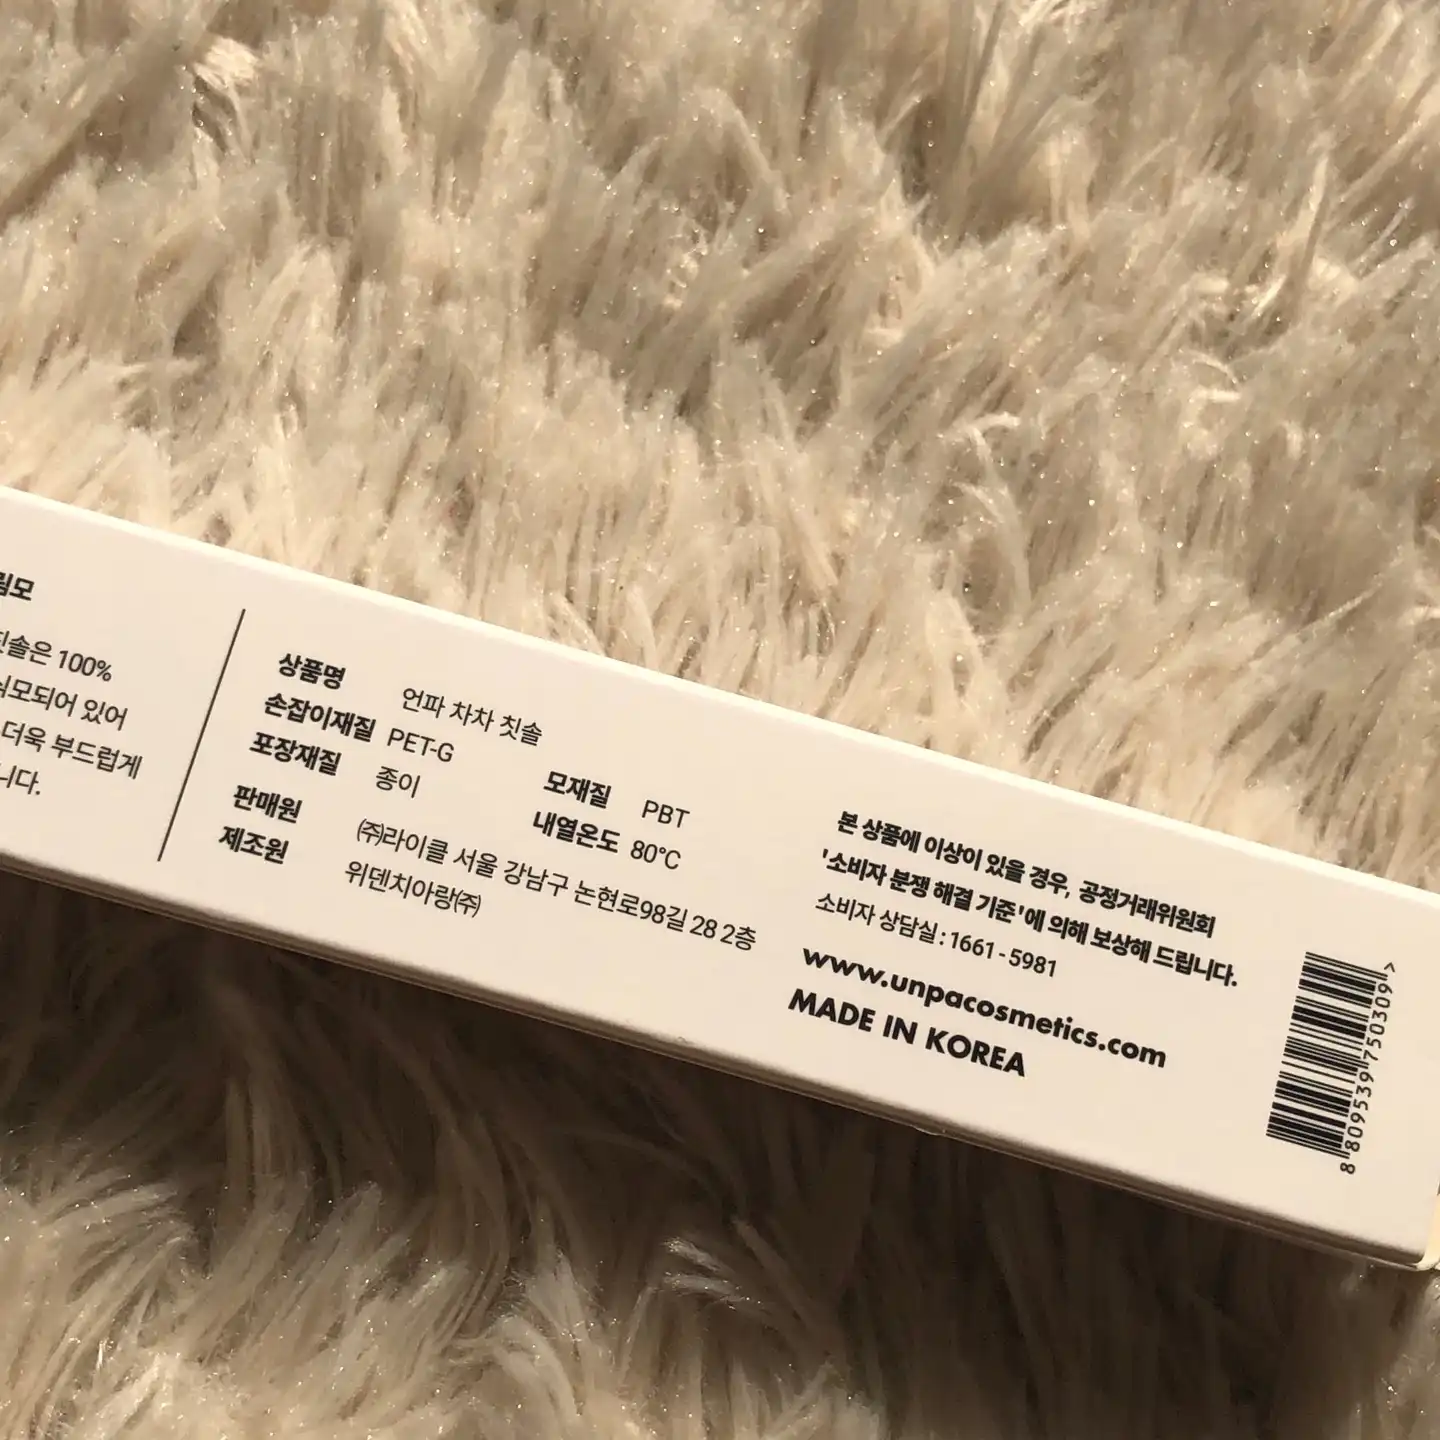 림모
칫솔은 100%
식모되어 있어
더욱 부드럽게
니다.
상품명 언파 차차 칫솔
손잡이재질 PET-G 모재질 PBT
포장재질 종이 내열온도 80℃
판매원 ㈜라이클 서울 강남구 논현로98길 28 2층
제조원 위덴치아랑㈜
본 상품에 이상이 있을 경우, 공정거래위원회
'소비자 분쟁 해결 기준'에 의해 보상해 드립니다.
소비자 상담실 : 1661 - 5981
www.unpacosmetics.com
MADE IN KOREA
8 809539 750309 >